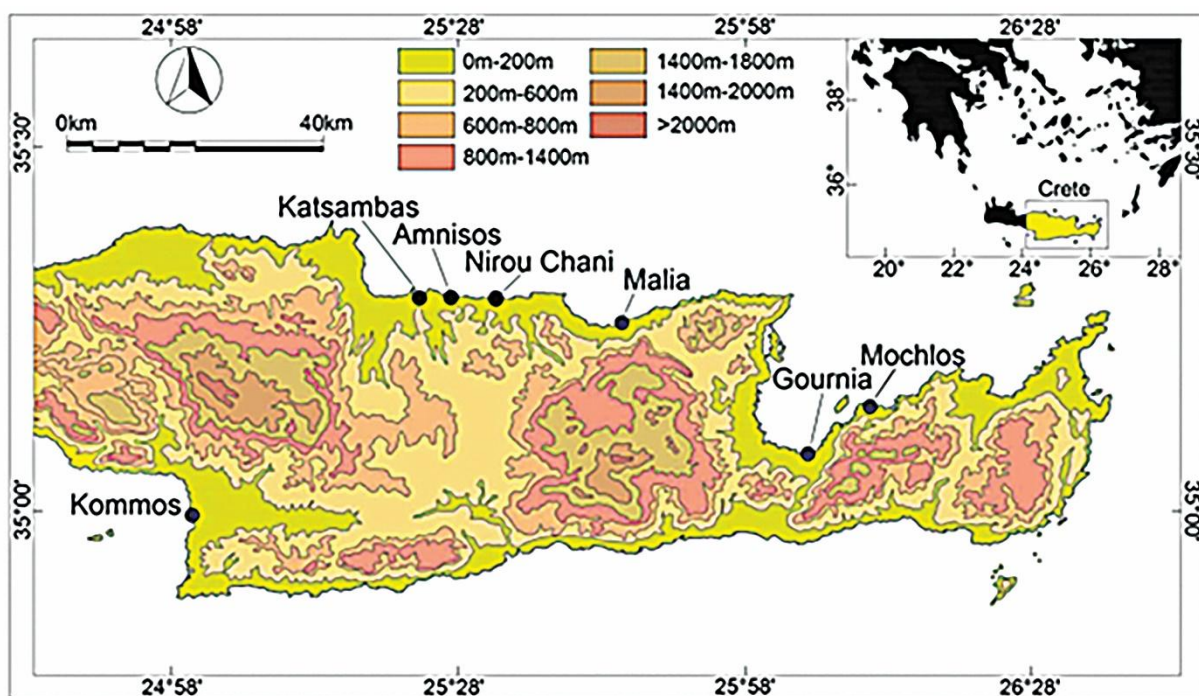 24°58'
25°28'
25°58'
26°28'
0m-200m
200m-600m
600m-800m
800m-1400m
1400m-1800m
1400m-2000m
>2000m
0km
40km
35°30'
38°
36°
35°30'
Crete
20°
22°
24°
26°
28°
Katsambas
Amnisos
Nirou Chani
Malia
Mochlos
Gournia
Kommos
35°00'
35°00'
24°58'
25°28'
25°58'
26°28'